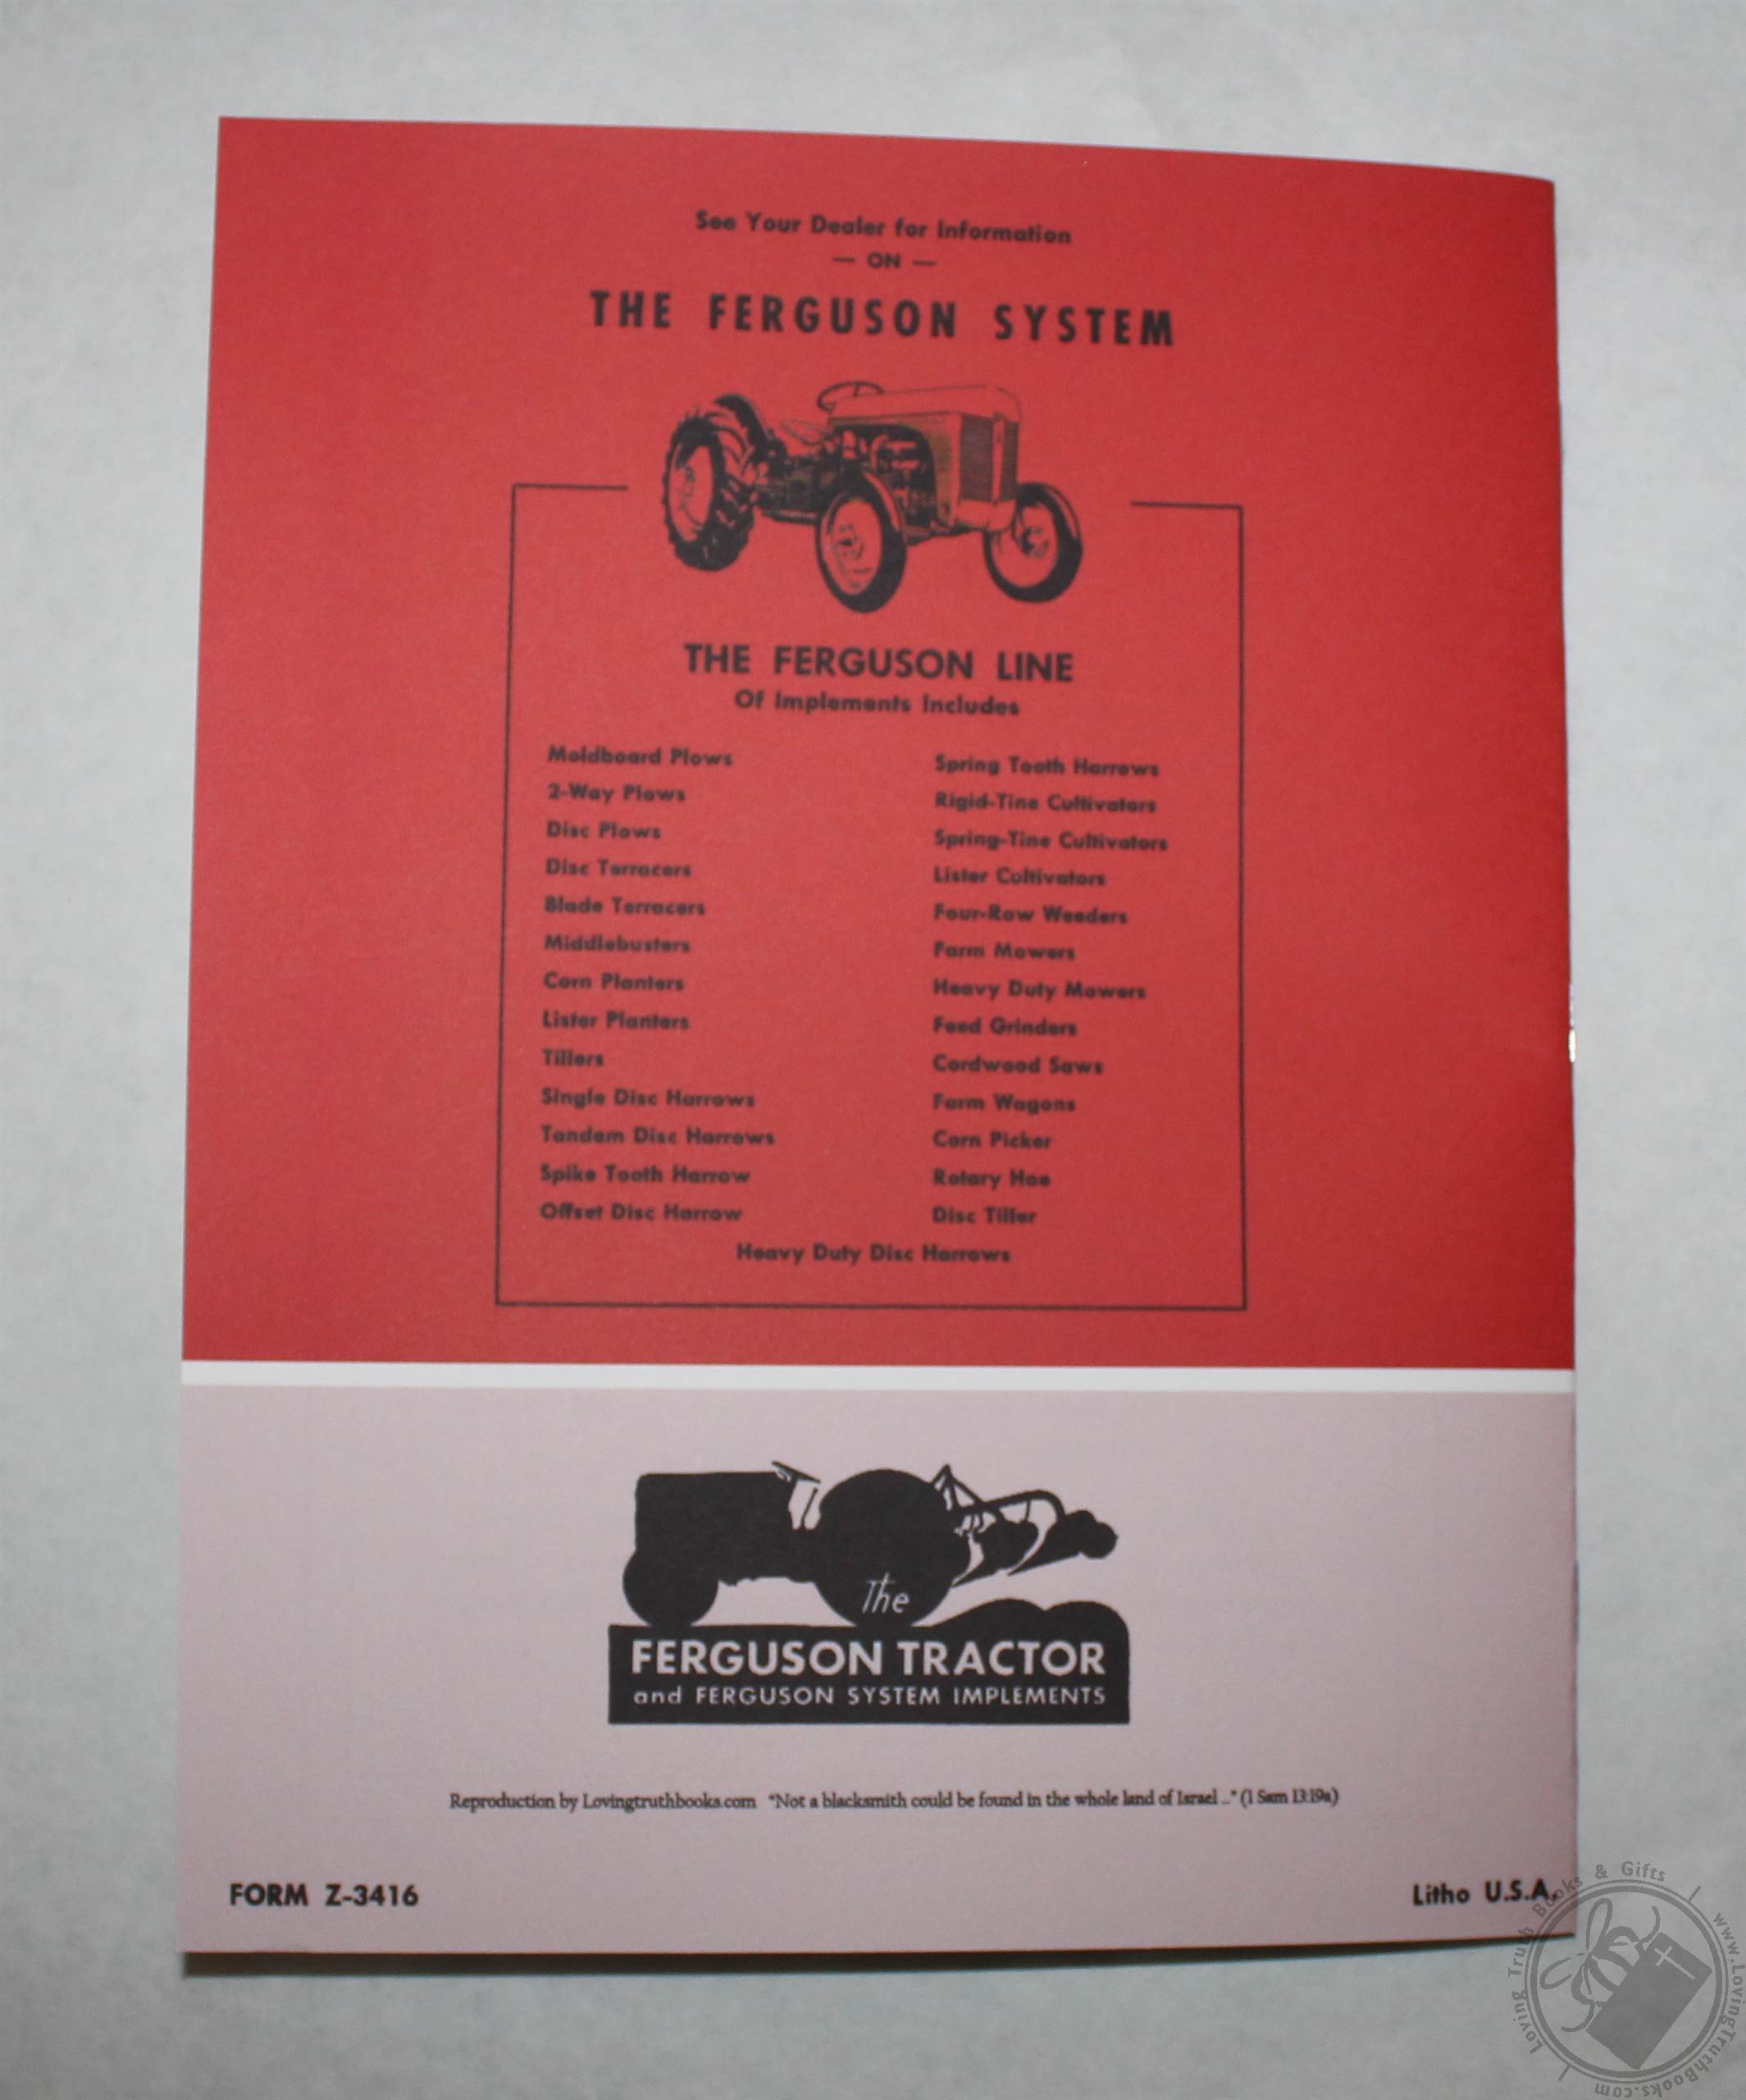 See Your Dealer for Information
— ON —
THE FERGUSON SYSTEM
THE FERGUSON LINE
Of Implements Includes
Moldboard Plows
2-Way Plows
Disc Plows
Disc Terracers
Blade Terracers
Middlebusters
Corn Planters
Lister Planters
Tillers
Single Disc Harrows
Tandem Disc Harrows
Spike Tooth Harrow
Offset Disc Harrow
Spring Tooth Harrows
Rigid-Tine Cultivators
Spring-Tine Cultivators
Lister Cultivators
Four-Row Weeders
Farm Mowers
Heavy Duty Mowers
Feed Grinders
Cordwood Saws
Farm Wagons
Corn Picker
Rotary Hoe
Disc Tiller
Heavy Duty Disc Harrows
The
FERGUSON TRACTOR
and FERGUSON SYSTEM IMPLEMENTS
Reproduction by Lovingtruthbooks.com "Not a blacksmith could be found in the whole land of Israel ..." (1 Sam 13:19a)
FORM Z-3416
Litho U.S.A.
Loving Truth Books & Gifts
www.LovingTruthBooks.com